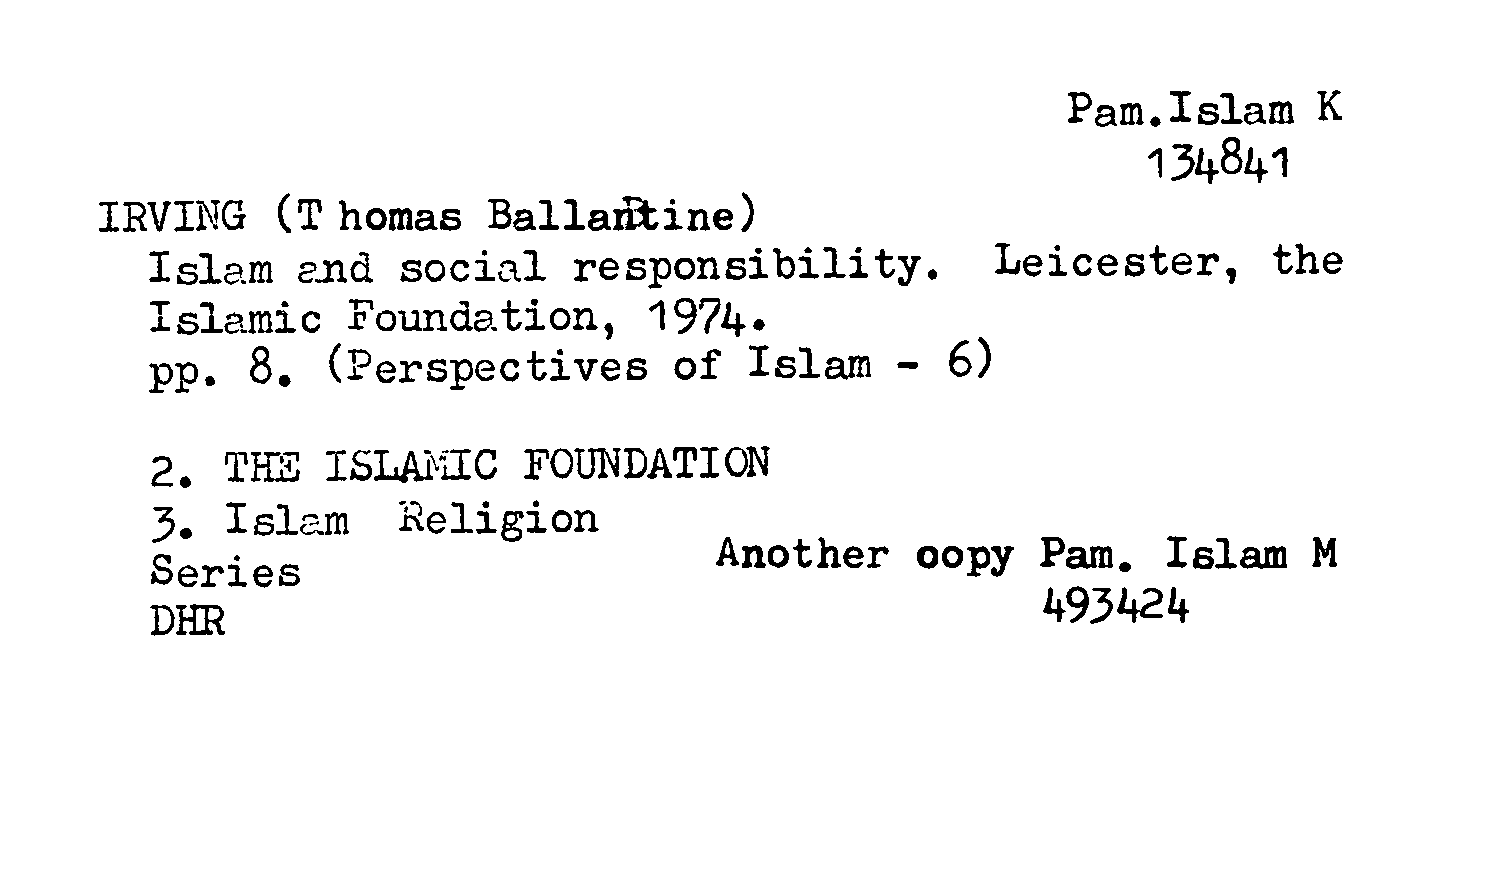 Pam.Islam K
134841
IRVING (T homas Ballantine)
Islam and social responsibility. Leicester, the
Islamic Foundation, 1974.
pp. 8. (Perspectives of Islam - 6)
2. THE ISLAMIC FOUNDATION
3. Islam Religion
Series
DHR
Another oopy Pam. Islam M
493424